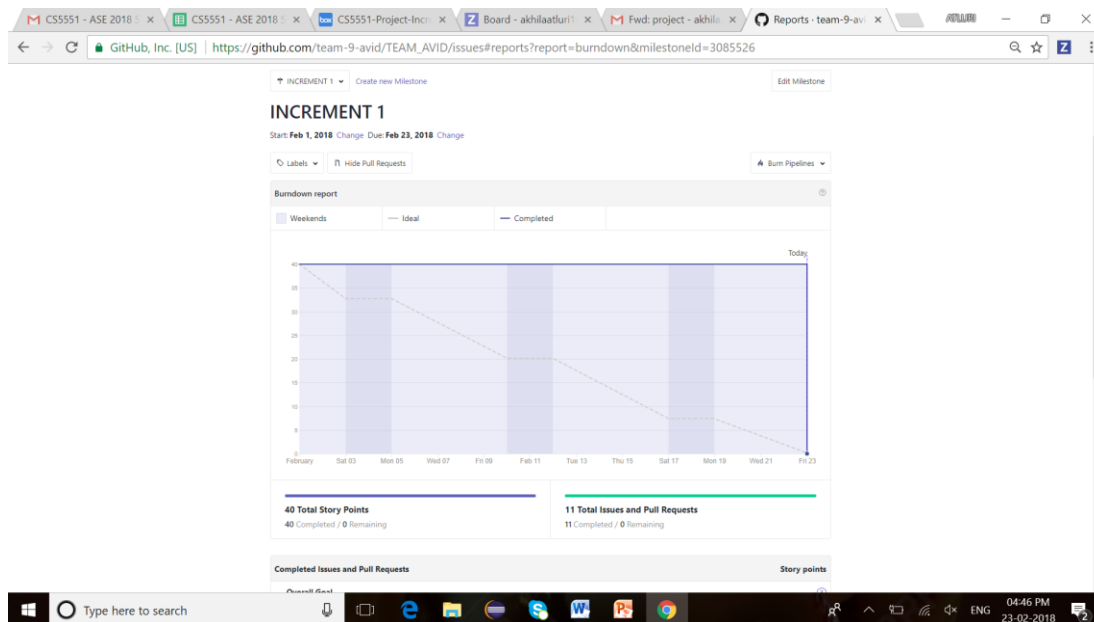 CS5551 - ASE 2018 S
CS5551 - ASE 2018 S
box CS5551-Project-Incre
Z Board - akhilaatluri1
Fwd: project - akhila
Reports · team-9-avi
GitHub, Inc. [US] | https://github.com/team-9-avid/TEAM_AVID/issues#reports?report=burndown&milestoneId=3085526
Z
INCREMENT 1 Create new Milestone Edit Milestone
INCREMENT 1
Start: Feb 1, 2018 Change Due: Feb 23, 2018 Change
Labels Hide Pull Requests Burn Pipelines
Burndown report
Weekends Ideal Completed
Today
40
35
30
25
20
15
10
5
0
February Sat 03 Mon 05 Wed 07 Fri 09 Feb 11 Tue 13 Thu 15 Sat 17 Mon 19 Wed 21 Fri 23
40 Total Story Points
40 Completed / 0 Remaining
11 Total Issues and Pull Requests
11 Completed / 0 Remaining
Completed Issues and Pull Requests Story points
Overall Goal
Type here to search
ENG
04:46 PM
23-02-2018
2